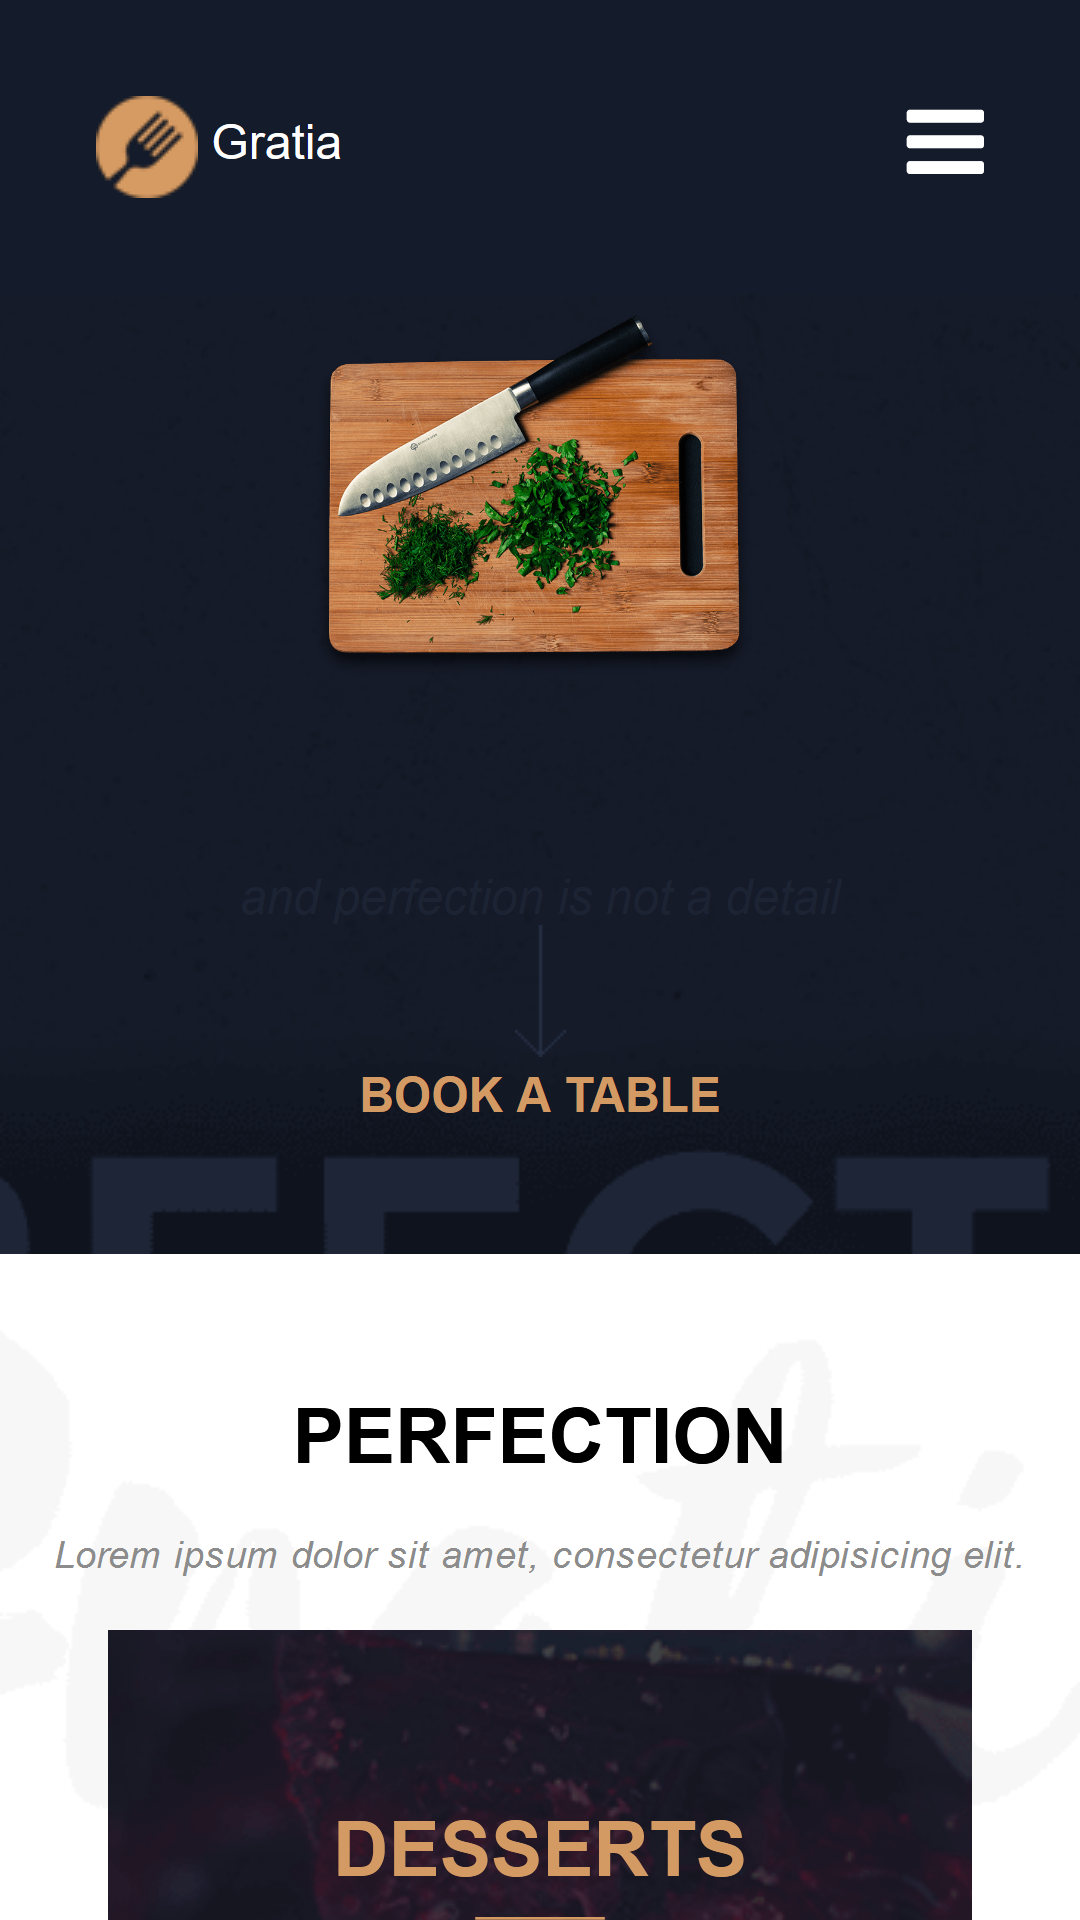 Gratia
and perfection is not a detail
BOOK A TABLE
PERFECTION
Lorem ipsum dolor sit amet, consectetur adipisicing elit.
DESSERTS